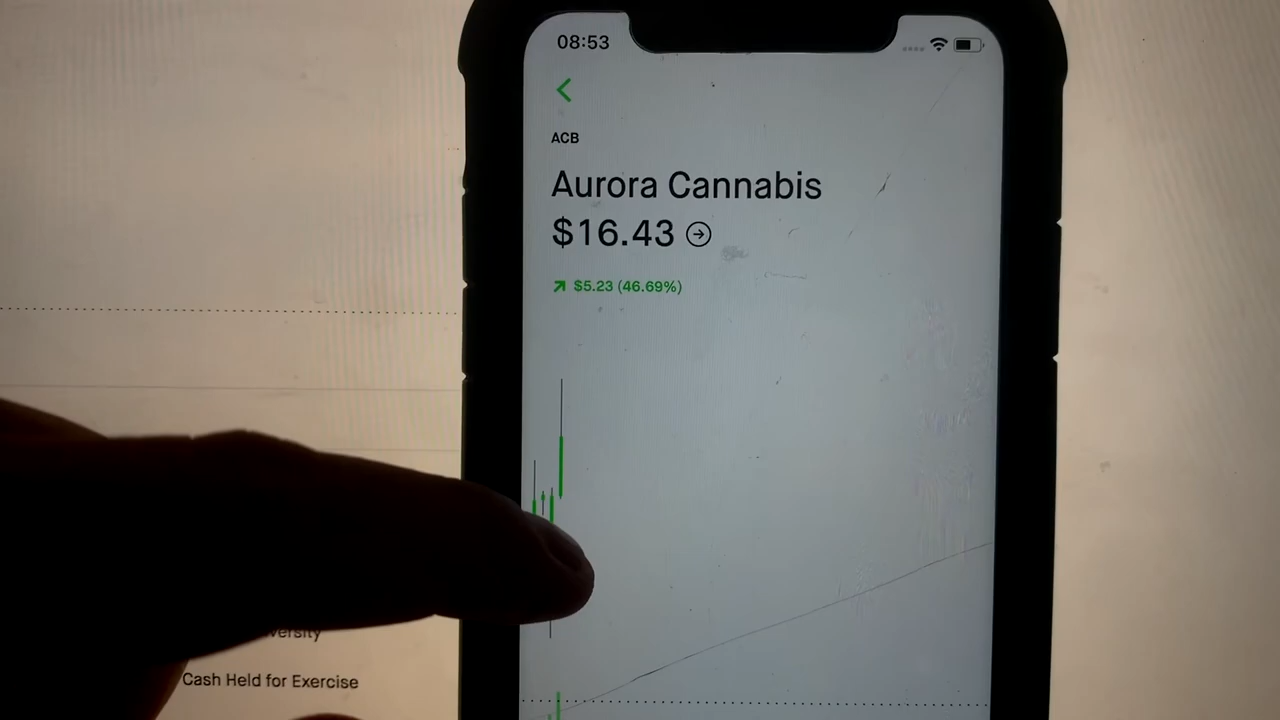 08:53
ACB
Aurora Cannabis
$16.43
$5.23 (46.69%)
Cash Held for Exercise